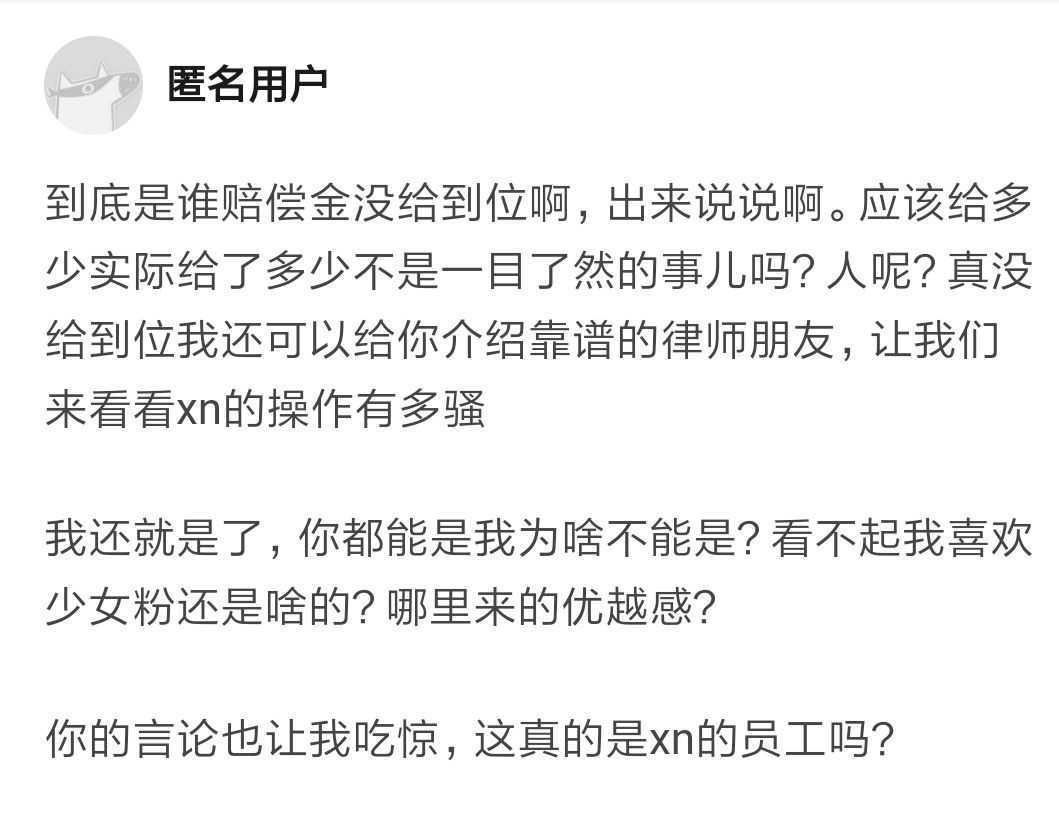 匿名用户
到底是谁赔偿金没给到位啊，出来说说啊。应该给多
少实际给了多少不是一目了然的事儿吗？人呢？真没
给到位我还可以给你介绍靠谱的律师朋友，让我们
来看看xn的操作有多骚
我还就是了，你都能是我为啥不能是？看不起我喜欢
少女粉还是啥的？哪里来的优越感？
你的言论也让我吃惊，这真的是xn的员工吗？